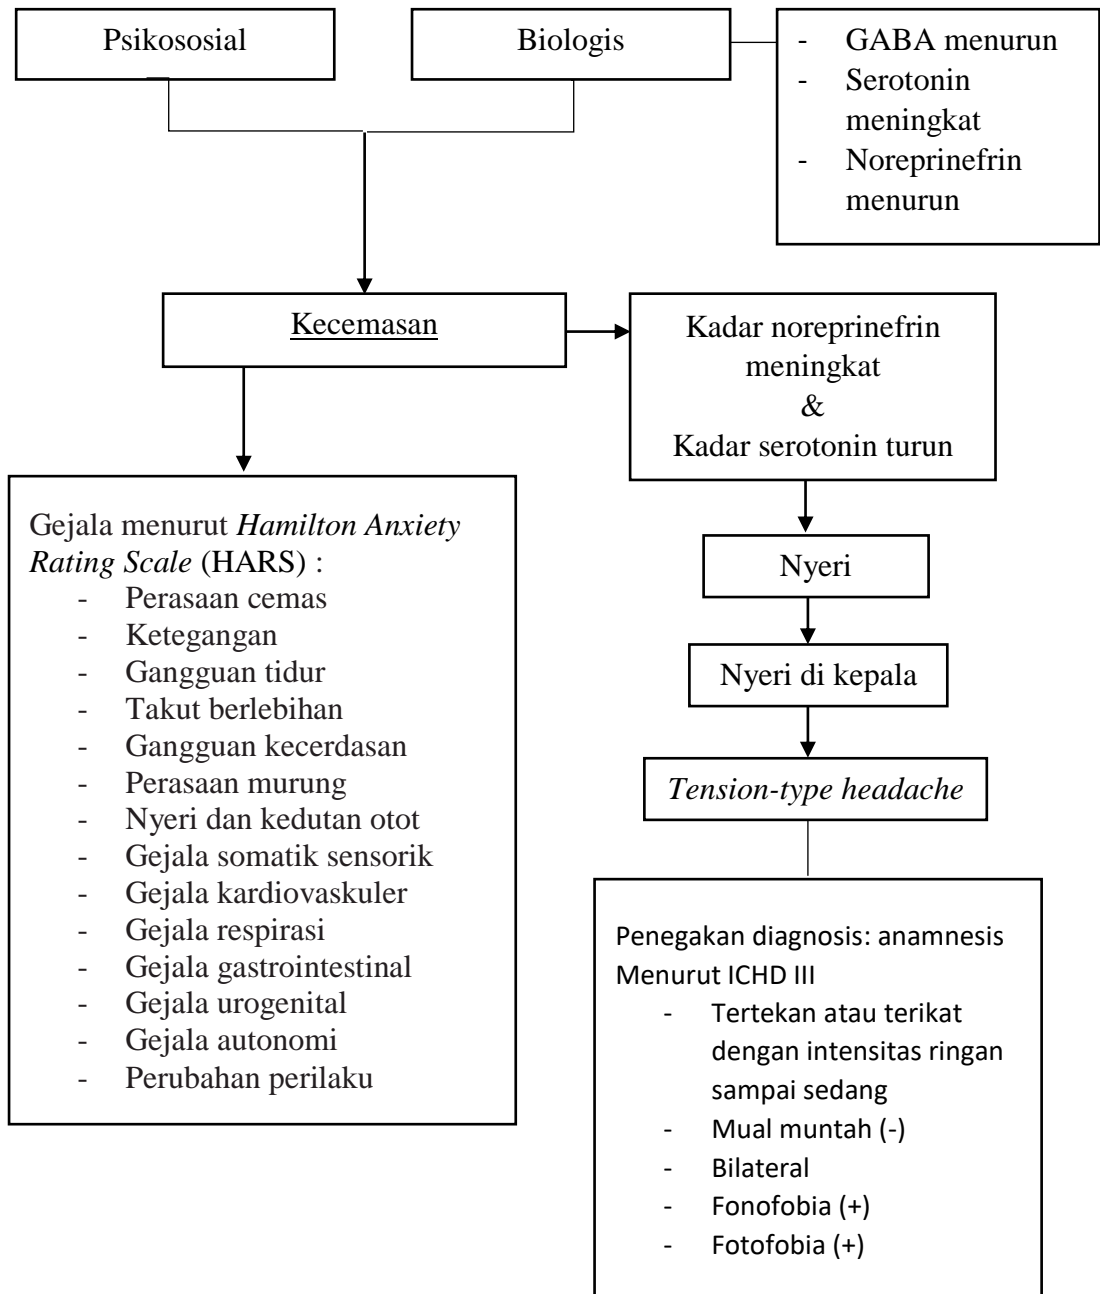 Psikososial
Biologis
- GABA menurun
- Serotonin
meningkat
- Noreprinefrin
menurun
Kecemasan
Kadar noreprinefrin
meningkat
&
Kadar serotonin turun
Gejala menurut Hamilton Anxiety
Rating Scale (HARS) :
- Perasaan cemas
- Ketegangan
- Gangguan tidur
- Takut berlebihan
- Gangguan kecerdasan
- Perasaan murung
- Nyeri dan kedutan otot
- Gejala somatik sensorik
- Gejala kardiovaskuler
- Gejala respirasi
- Gejala gastrointestinal
- Gejala urogenital
- Gejala autonomi
- Perubahan perilaku
Nyeri
Nyeri di kepala
Tension-type headache
Penegakan diagnosis: anamnesis
Menurut ICHD III
- Tertekan atau terikat
dengan intensitas ringan
sampai sedang
- Mual muntah (-)
- Bilateral
- Fonofobia (+)
- Fotofobia (+)